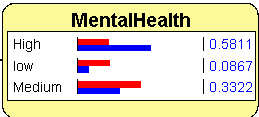 MentalHealth
High 0.5811
low 0.0867
Medium 0.3322